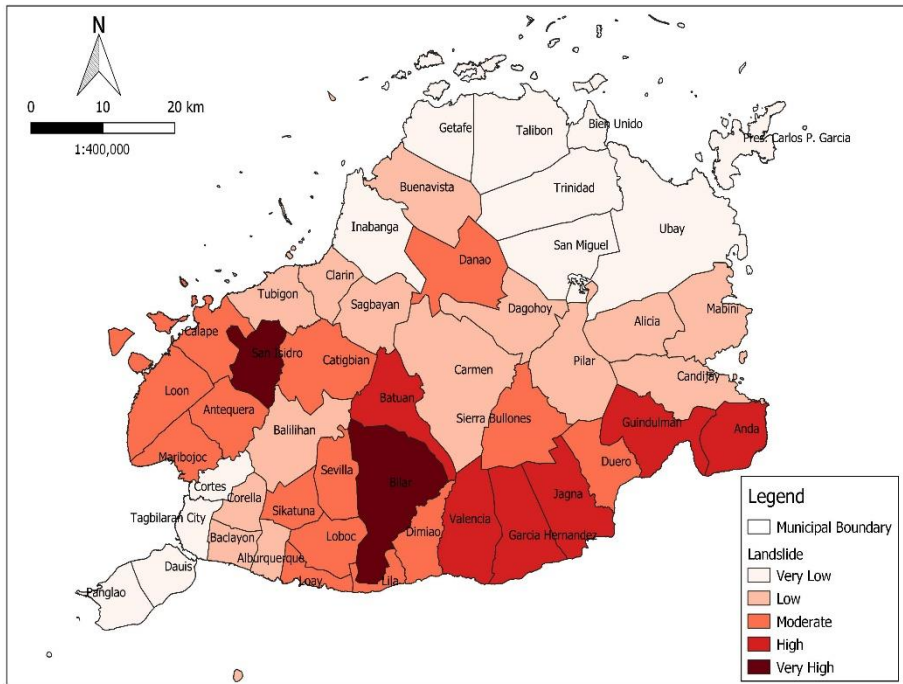 N
0 10 20 km
1:400,000
Getafe
Talibon
Bien Unido
Pres. Carlos P. Garcia
Buenavista
Trinidad
Inabanga
San Miguel
Ubay
Danao
Clarin
Tubigon
Sagbayan
Dagohoy
Mabini
Alicia
Calape
San Isidro
Catigbian
Carmen
Pilar
Candijay
Loon
Batuan
Antequera
Sierra Bullones
Guindulman
Anda
Balilihan
Maribojoc
Sevilla
Bilar
Duero
Cortes
Corella
Sikatuna
Jagna
Tagbilaran City
Valencia
Garcia Hernandez
Baclayon
Loboc
Dimiao
Alburquerque
Dauis
Loay
Lila
Panglao
Legend
Municipal Boundary
Landslide
Very Low
Low
Moderate
High
Very High